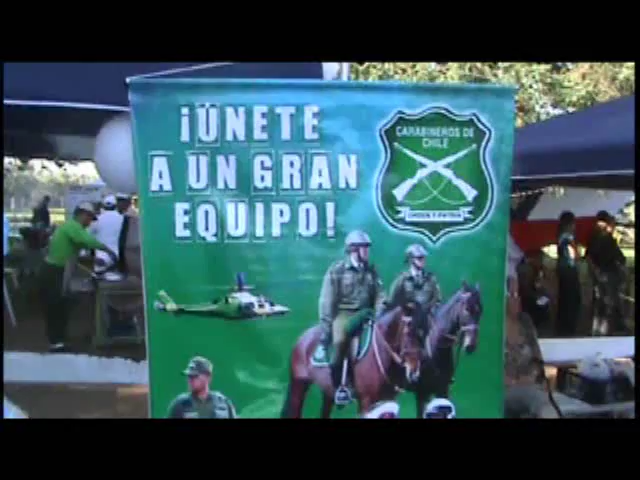 ¡ÚNETE
A UN GRAN
EQUIPO!
CARABINEROS DE
CHILE
ORDEN Y PATRIA